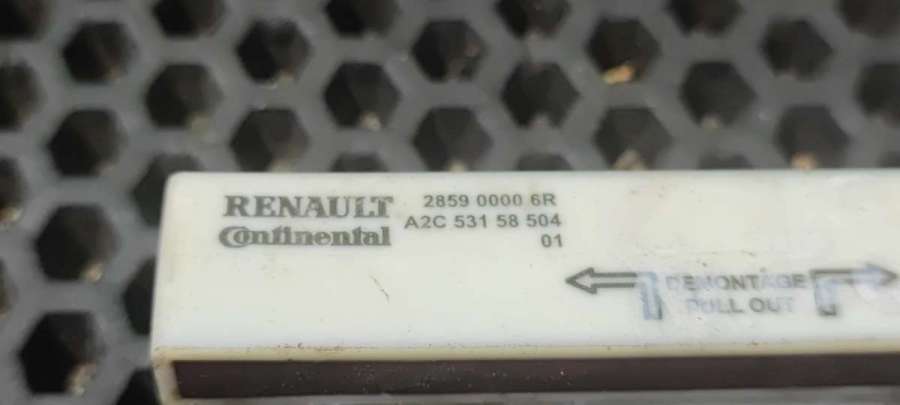 RENAULT 2859 0000 6R
Continental A2C 531 58 504
01
DEMONTAGE
PULL OUT